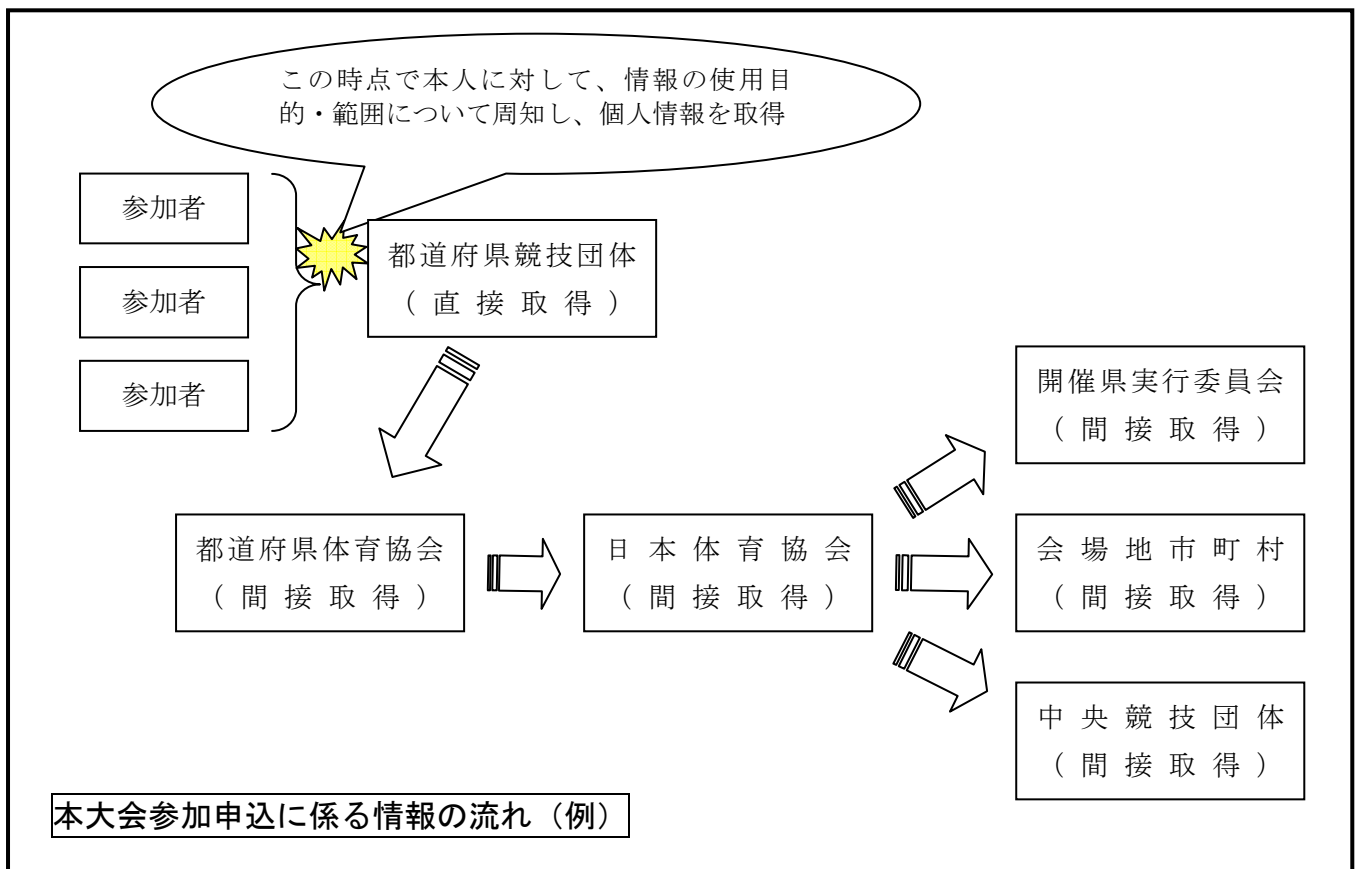 この時点で本人に対して、情報の使用目
的・範囲について周知し、個人情報を取得
参加者
参加者
参加者
都道府県競技団体
（直接取得）
都道府県体育協会
（間接取得）
日本体育協会
（間接取得）
開催県実行委員会
（間接取得）
会場地市町村
（間接取得）
中央競技団体
（間接取得）
本大会参加申込に係る情報の流れ（例）